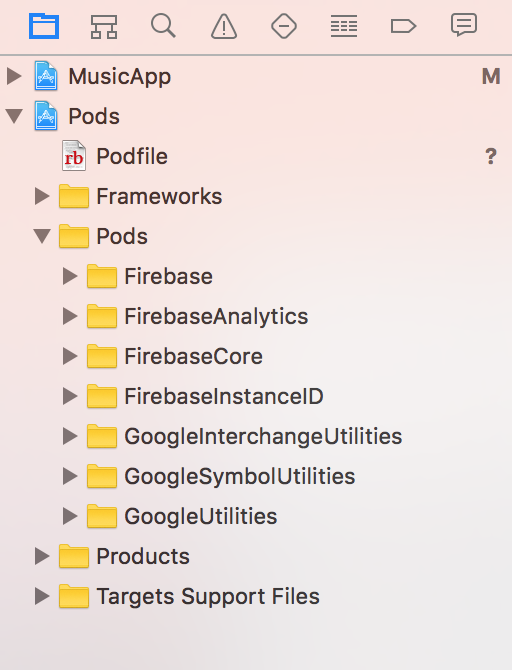 MusicApp M
Pods
rb Podfile ?
Frameworks
Pods
Firebase
FirebaseAnalytics
FirebaseCore
FirebaseInstanceID
GoogleInterchangeUtilities
GoogleSymbolUtilities
GoogleUtilities
Products
Targets Support Files